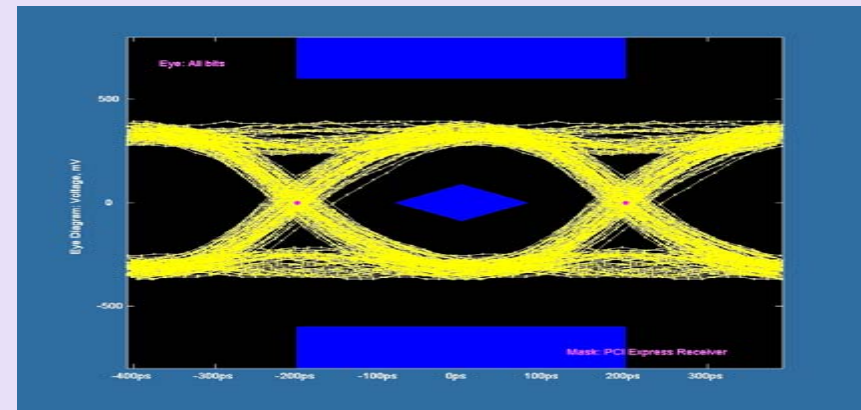 Eye: All bits
500
0
-500
Eye Diagram: Voltage, mV
Mask: PCI Express Receiver
-400ps -300ps -200ps -100ps 0ps 100ps 200ps 300ps